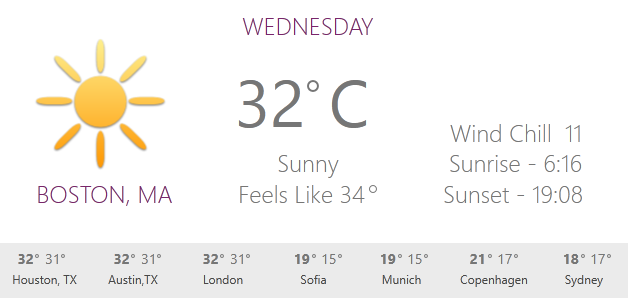 WEDNESDAY
32° C
Sunny
Feels Like 34°
BOSTON, MA
Wind Chill 11
Sunrise - 6:16
Sunset - 19:08
32° 31° 32° 31° 32° 31° 19° 15° 19° 15° 21° 17° 18° 17°
Houston, TX Austin,TX London Sofia Munich Copenhagen Sydney